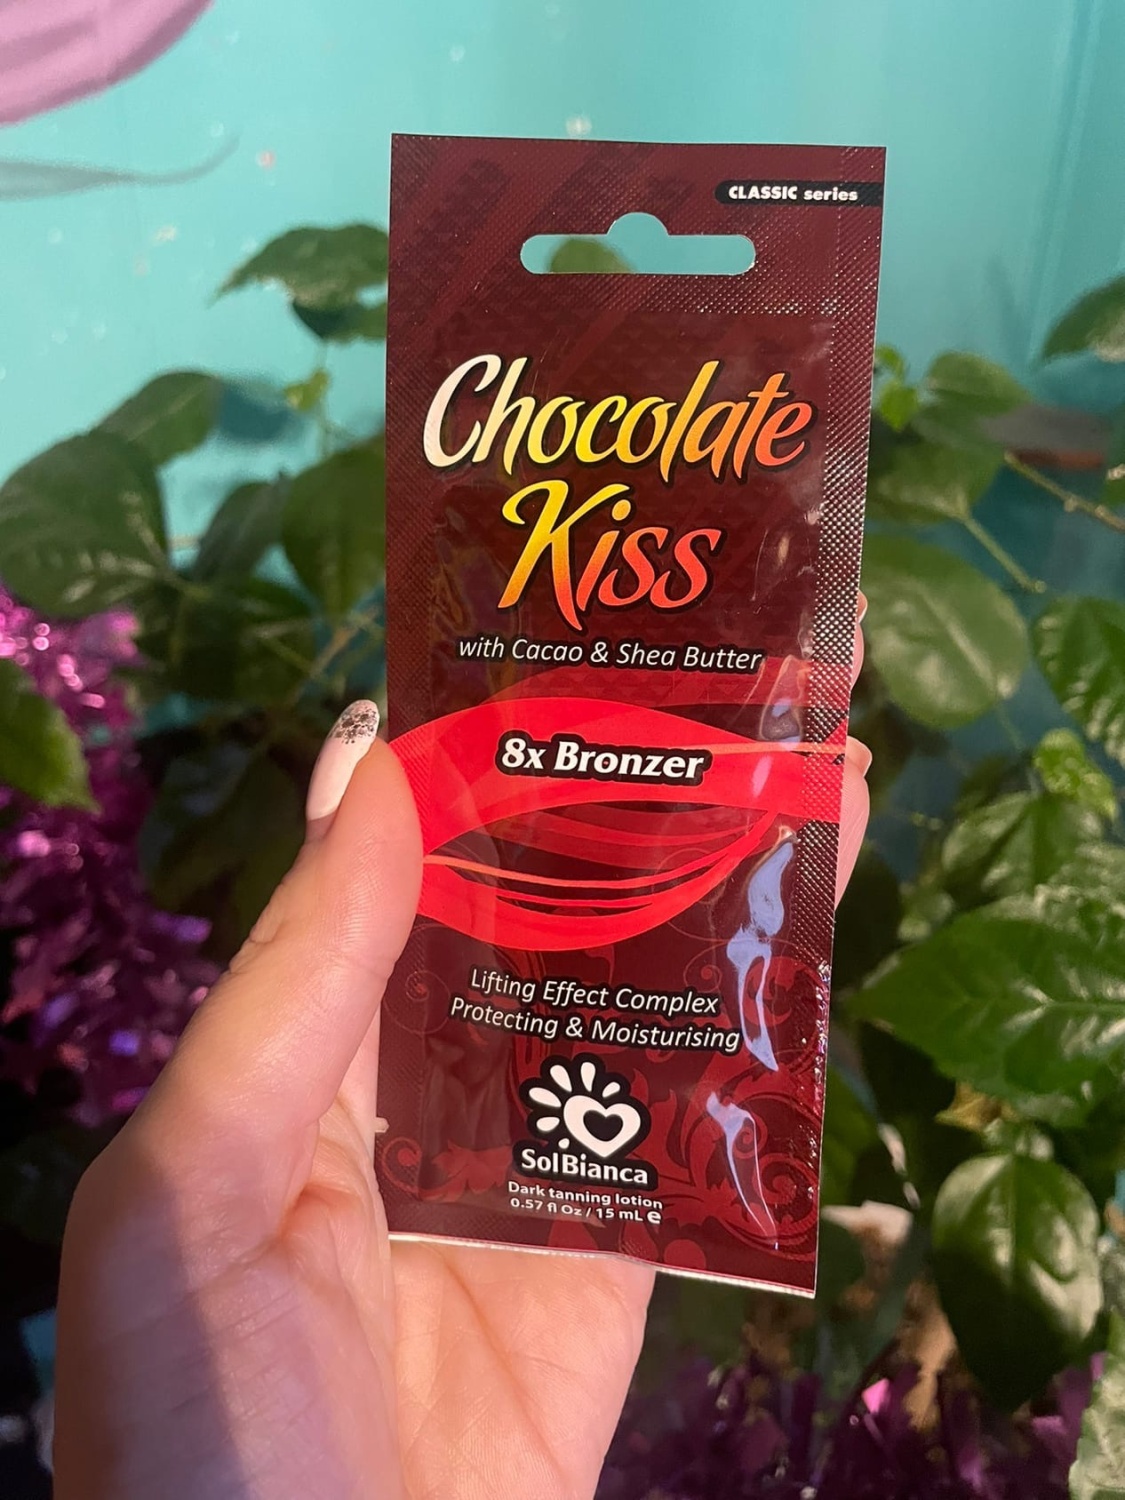 CLASSIC series
Chocolate
Kiss
with Cacao & Shea Butter
8x Bronzer
Lifting Effect Complex
Protecting & Moisturising
SolBianca
Dark tanning lotion
0.57 fl Oz / 15 mL e